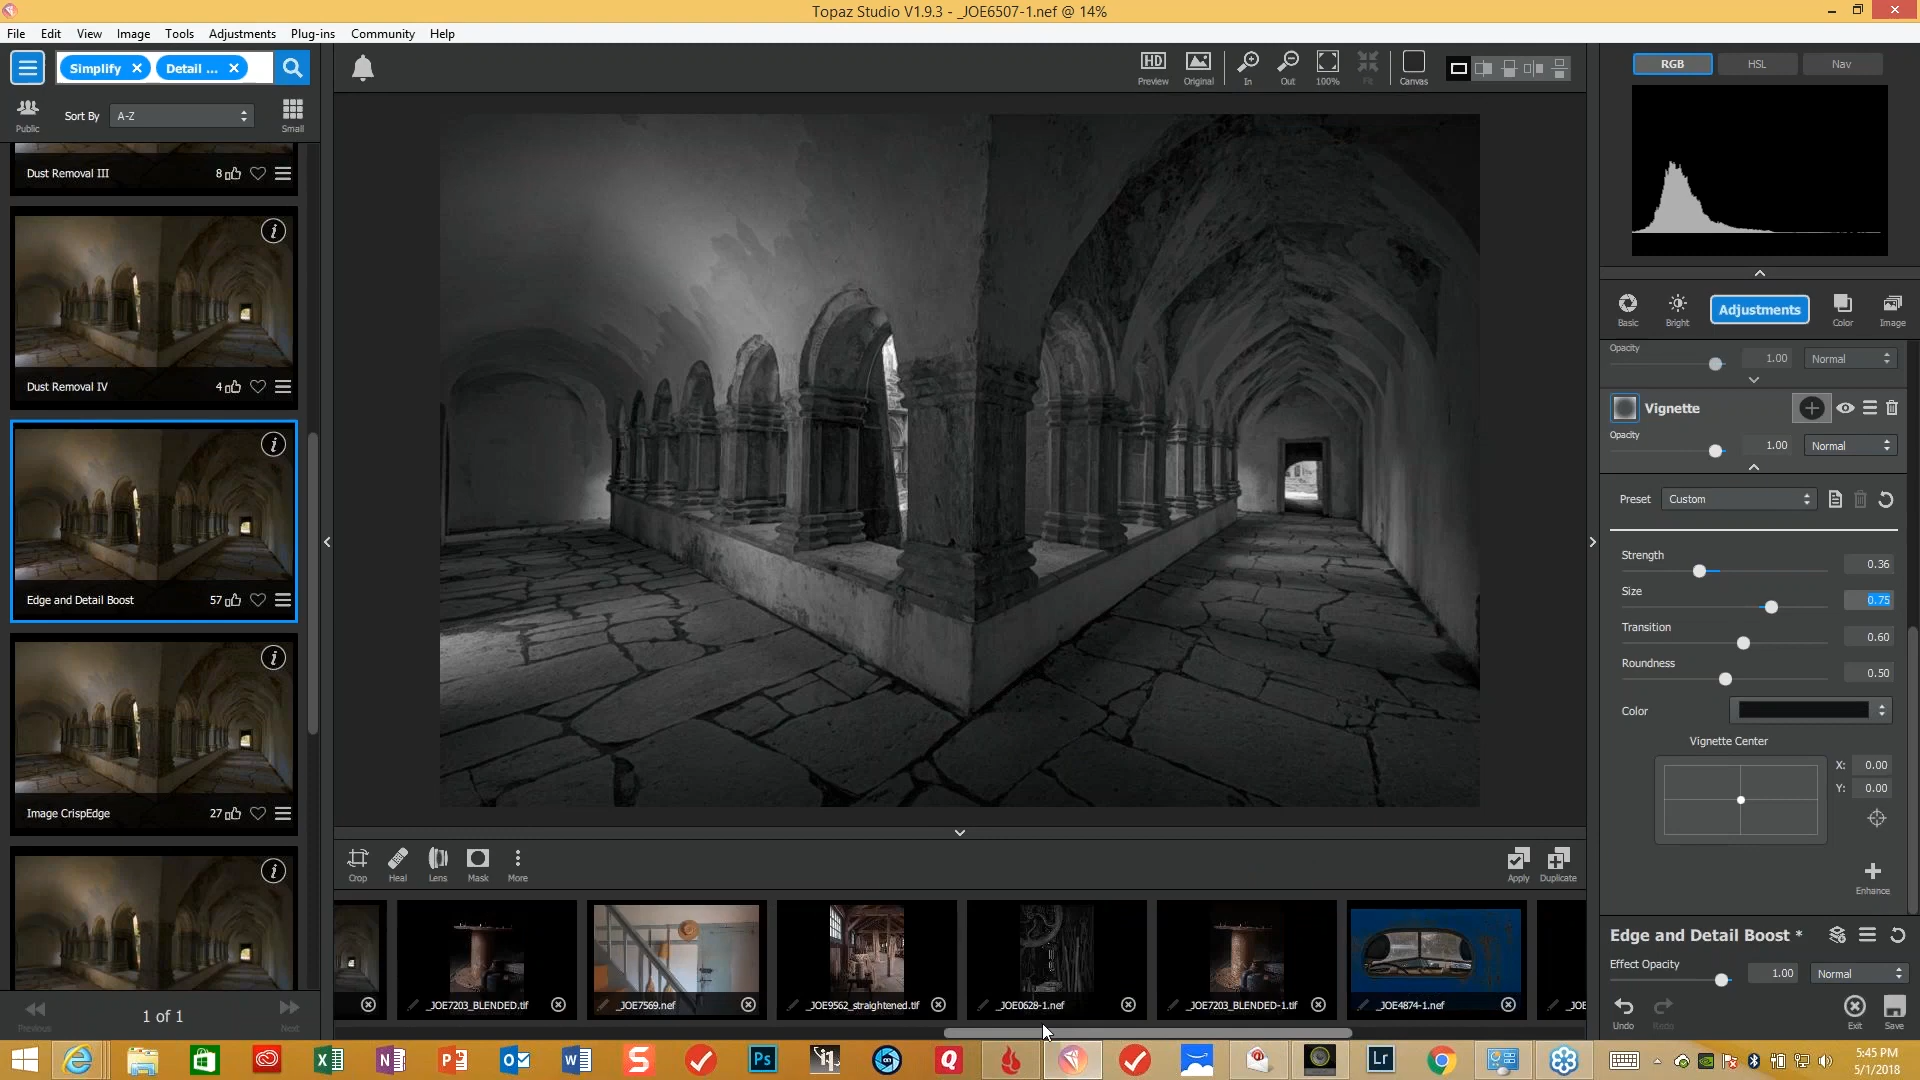 Topaz Studio V1.9.3 - _JOE6507-1.nef @ 14%
File Edit View Image Tools Adjustments Plug-ins Community Help
Simplify Detail ...
HD
Preview Original In Out 100% Fit Canvas
RGB HSL Nav
Public Sort By A-Z Small
Dust Removal III 8
Dust Removal IV 4
Edge and Detail Boost 57
Image CrispEdge 27
Previous 1 of 1 Next
Basic Bright Adjustments Color Image
Opacity 1.00 Normal
Vignette
Opacity 1.00 Normal
Preset Custom
Strength 0.36
Size 0.75
Transition 0.60
Roundness 0.50
Color
Vignette Center
X: 0.00
Y: 0.00
Enhance
Crop Heal Lens Mask More Apply Duplicate
_JOE7203_BLENDED.tif _JOE7569.nef _JOE9562_straightened.tif _JOE0628-1.nef _JOE7203_BLENDED-1.tif _JOE4874-1.nef _JOE
Edge and Detail Boost *
Effect Opacity 1.00 Normal
Undo Redo Exit Save
Ps Lr
5:45 PM
5/1/2018